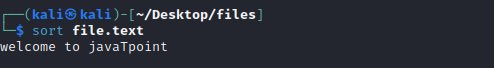 ┌──(kali㉿kali)-[~/Desktop/files]
└─$ sort file.text
welcome to javaTpoint